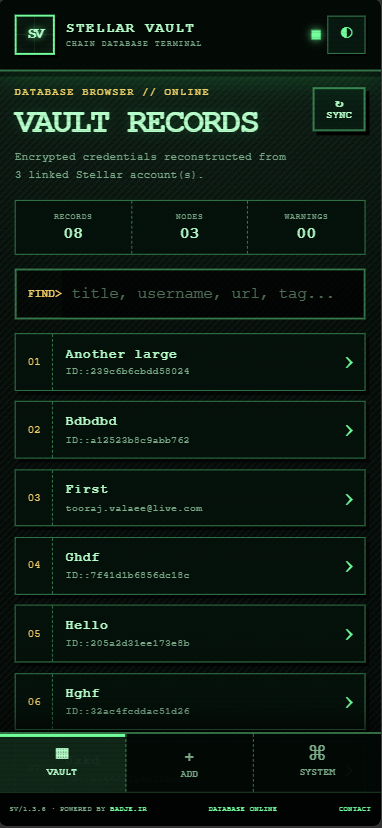 SV
STELLAR VAULT
CHAIN DATABASE TERMINAL
DATABASE BROWSER // ONLINE
VAULT RECORDS
↻
SYNC
Encrypted credentials reconstructed from
3 linked Stellar account(s).
RECORDS NODES WARNINGS
08 03 00
FIND> title, username, url, tag...
01 Another large
ID::239c6b6cbdd58024
02 Bdbdbd
ID::a12523b8c9abb762
03 First
tooraj.valaee@live.com
04 Ghdf
ID::7f41d1b6856dc18c
05 Hello
ID::205a2d31ee173e8b
06 Hghf
ID::32ac4fcddac51d26
VAULT + ADD ⌘ SYSTEM
SV/1.3.6 · POWERED BY BADJE.IR DATABASE ONLINE CONTACT